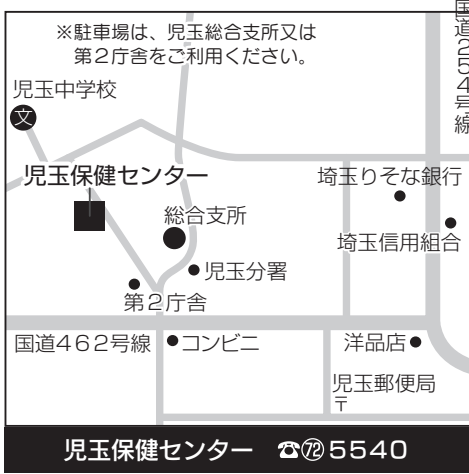 ※駐車場は、児玉総合支所又は
第2庁舎をご利用ください。
国道254号線
児玉中学校
文
児玉保健センター
埼玉りそな銀行
総合支所
埼玉信用組合
児玉分署
第2庁舎
国道462号線
コンビニ
洋品店
児玉郵便局
〒
児玉保健センター ☎㊆5540